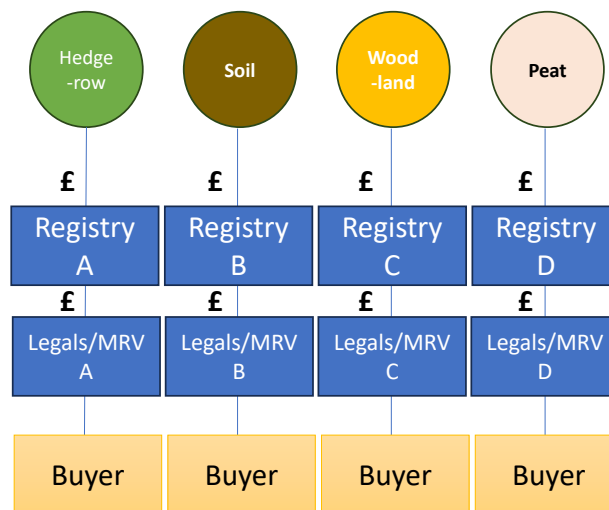 Hedge
-row
Soil
Wood
-land
Peat
£ £ £ £
Registry
A
Registry
B
Registry
C
Registry
D
£ £ £ £
Legals/MRV
A
Legals/MRV
B
Legals/MRV
C
Legals/MRV
D
Buyer
Buyer
Buyer
Buyer